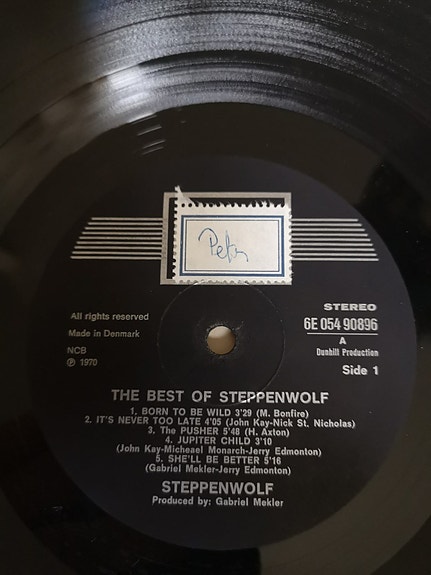 Peter
STEREO
6E 054 90896
A
Dunhill Production
Side 1
All rights reserved
Made in Denmark
NCB
Ⓟ 1970
THE BEST OF STEPPENWOLF
1. BORN TO BE WILD 3'29 (M. Bonfire)
2. IT'S NEVER TOO LATE 4'05 (John Kay-Nick St. Nicholas)
3. The PUSHER 5'48 (H. Axton)
4. JUPITER CHILD 3'10
(John Kay-Micheael Monarch-Jerry Edmonton)
5. SHE'LL BE BETTER 5'16
(Gabriel Mekler-Jerry Edmonton)
STEPPENWOLF
Produced by: Gabriel Mekler